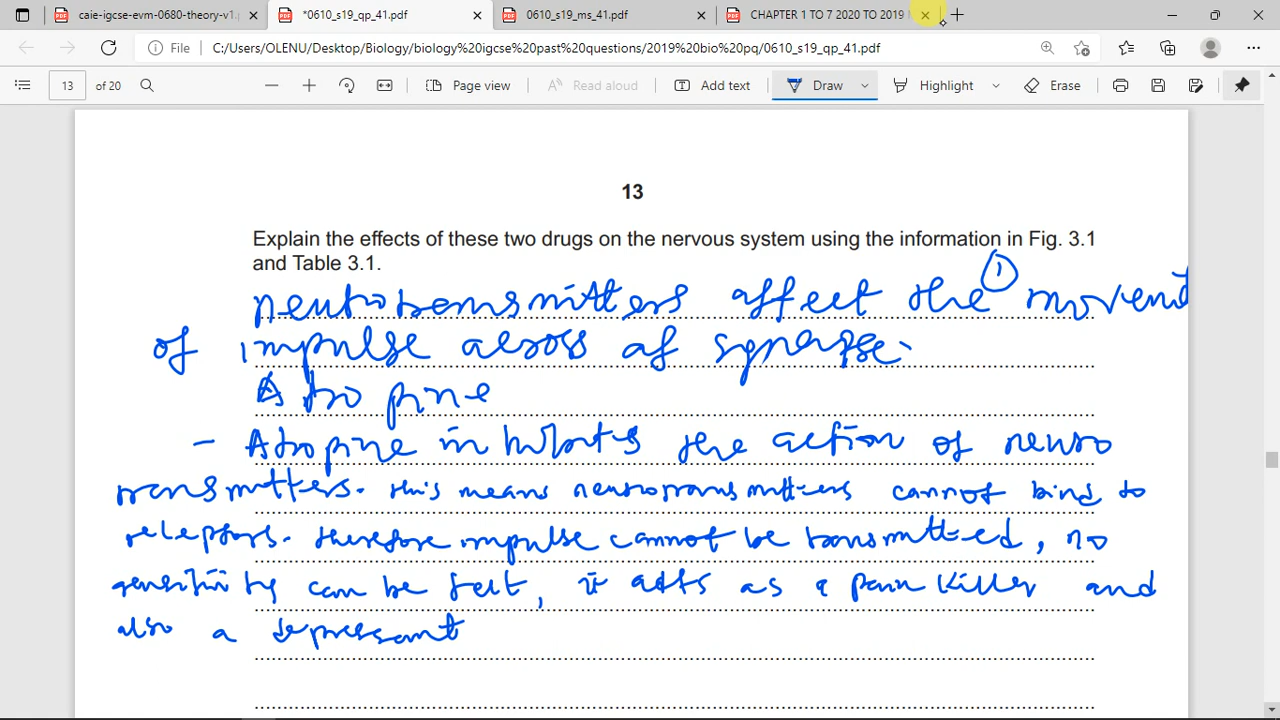 caie-igcse-evm-0680-theory-v1.p
*0610_s19_qp_41.pdf
0610_s19_ms_41.pdf
CHAPTER 1 TO 7 2020 TO 2019
File C:/Users/OLENU/Desktop/Biology/biology%20igcse%20past%20questions/2019%20bio%20pq/0610_s19_qp_41.pdf
13 of 20 Page view Read aloud Add text Draw Highlight Erase
13
Explain the effects of these two drugs on the nervous system using the information in Fig. 3.1
and Table 3.1.
neurotransmitters affect the ① movent
of impulse across a synapse.
Atropine
- Atropine inhibits the action of neuro
transmitters. this means neurotransmitters cannot bind to
receptors. therefore impulse cannot be transmitted, no
can be felt, it acts as a pain killer and
also a depressant